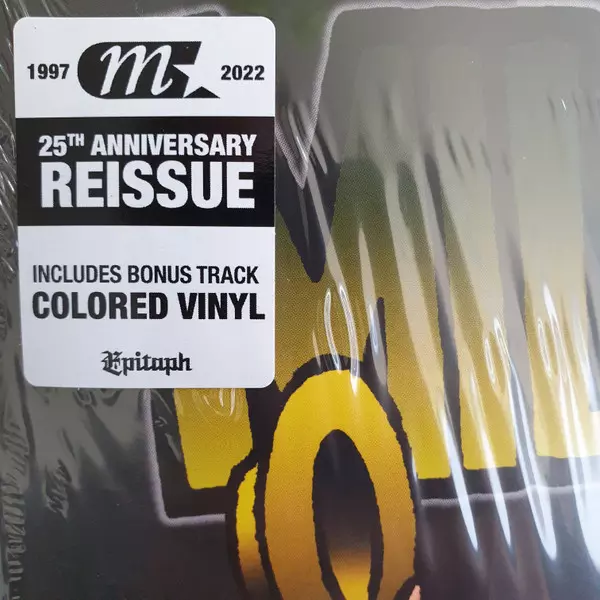 1997 m 2022
25TH ANNIVERSARY
REISSUE
INCLUDES BONUS TRACK
COLORED VINYL
Epitaph